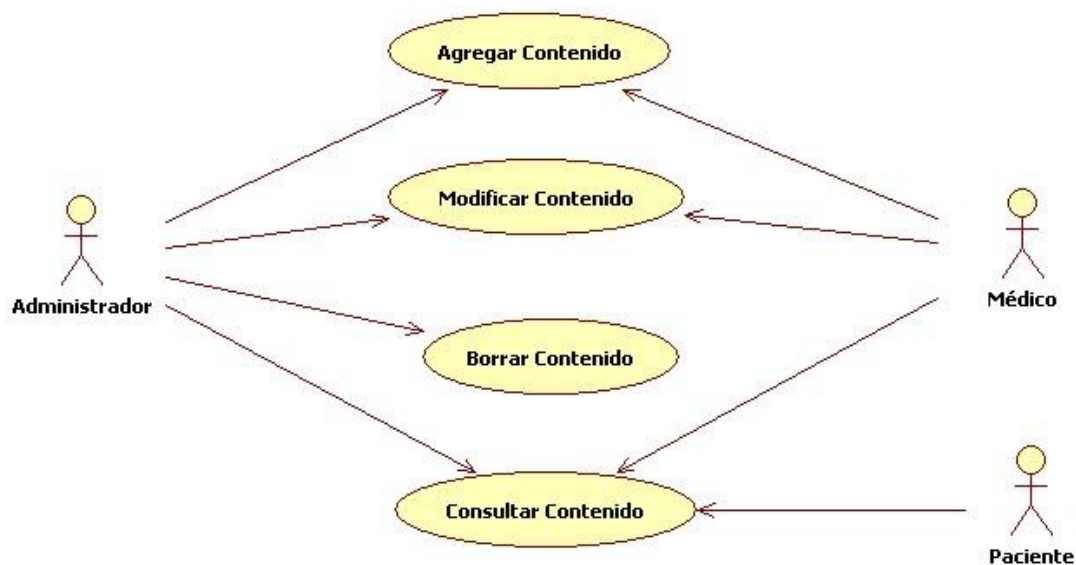 Agregar Contenido
Modificar Contenido
Administrador
Médico
Borrar Contenido
Consultar Contenido
Paciente